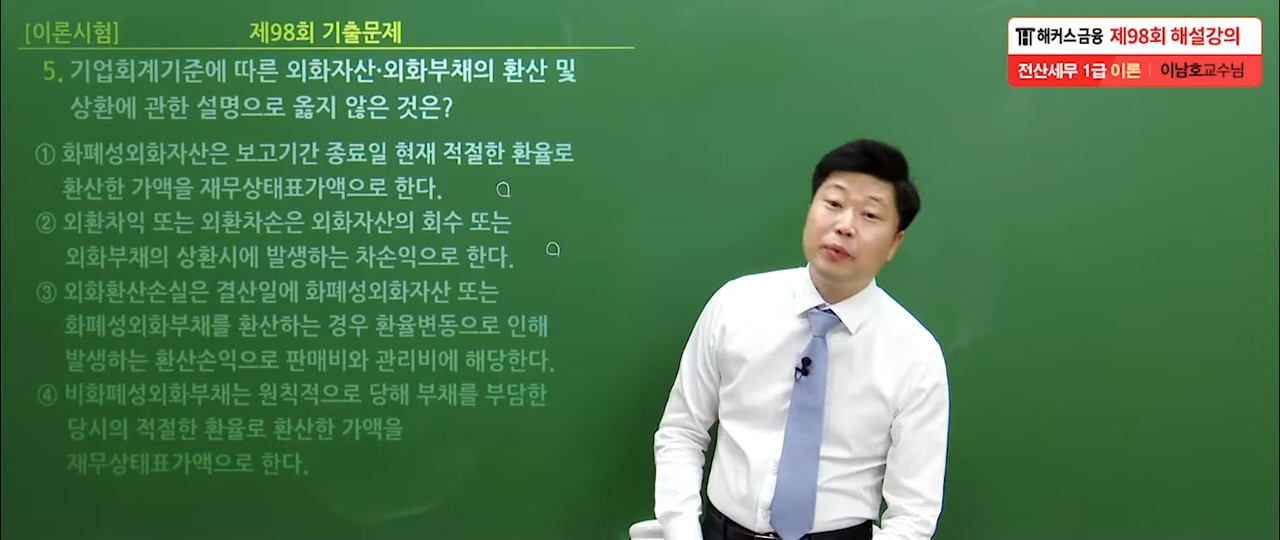 [이론시험] 제98회 기출문제
5. 기업회계기준에 따른 외화자산·외화부채의 환산 및
상환에 관한 설명으로 옳지 않은 것은?
① 화폐성외화자산은 보고기간 종료일 현재 적절한 환율로
환산한 가액을 재무상태표가액으로 한다.
② 외환차익 또는 외환차손은 외화자산의 회수 또는
외화부채의 상환시에 발생하는 차손익으로 한다.
③ 외화환산손실은 결산일에 화폐성외화자산 또는
화폐성외화부채를 환산하는 경우 환율변동으로 인해
발생하는 환산손익으로 판매비와 관리비에 해당한다.
④ 비화폐성외화부채는 원칙적으로 당해 부채를 부담한
당시의 적절한 환율로 환산한 가액을
재무상태표가액으로 한다.
해커스금융 제98회 해설강의
전산세무 1급 이론 | 이남호교수님